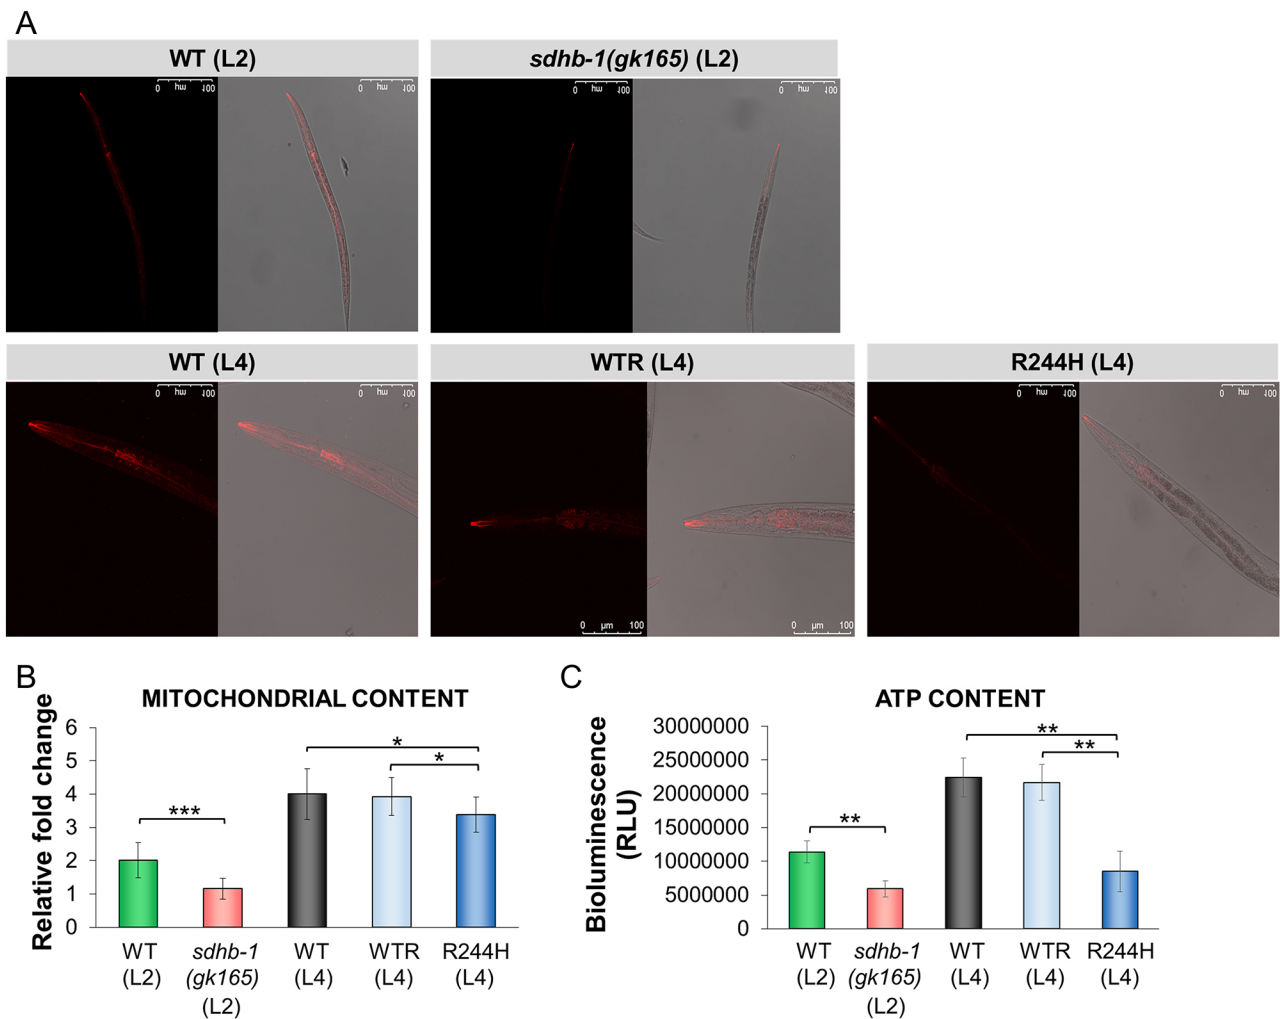 A
WT (L2)
sdhb-1(gk165) (L2)
0 µm 100
0 µm 100
0 µm 100
0 µm 100
WT (L4)
WTR (L4)
R244H (L4)
0 µm 100
0 µm 100
0 µm 100
0 µm 100
0 µm 100
0 µm 100
B
MITOCHONDRIAL CONTENT
Relative fold change
6
5
4
3
2
1
0
***
*
*
WT
(L2)
sdhb-1
(gk165)
(L2)
WT
(L4)
WTR
(L4)
R244H
(L4)
C
ATP CONTENT
Bioluminescence
(RLU)
30000000
25000000
20000000
15000000
10000000
5000000
0
**
**
**
WT
(L2)
sdhb-1
(gk165)
(L2)
WT
(L4)
WTR
(L4)
R244H
(L4)